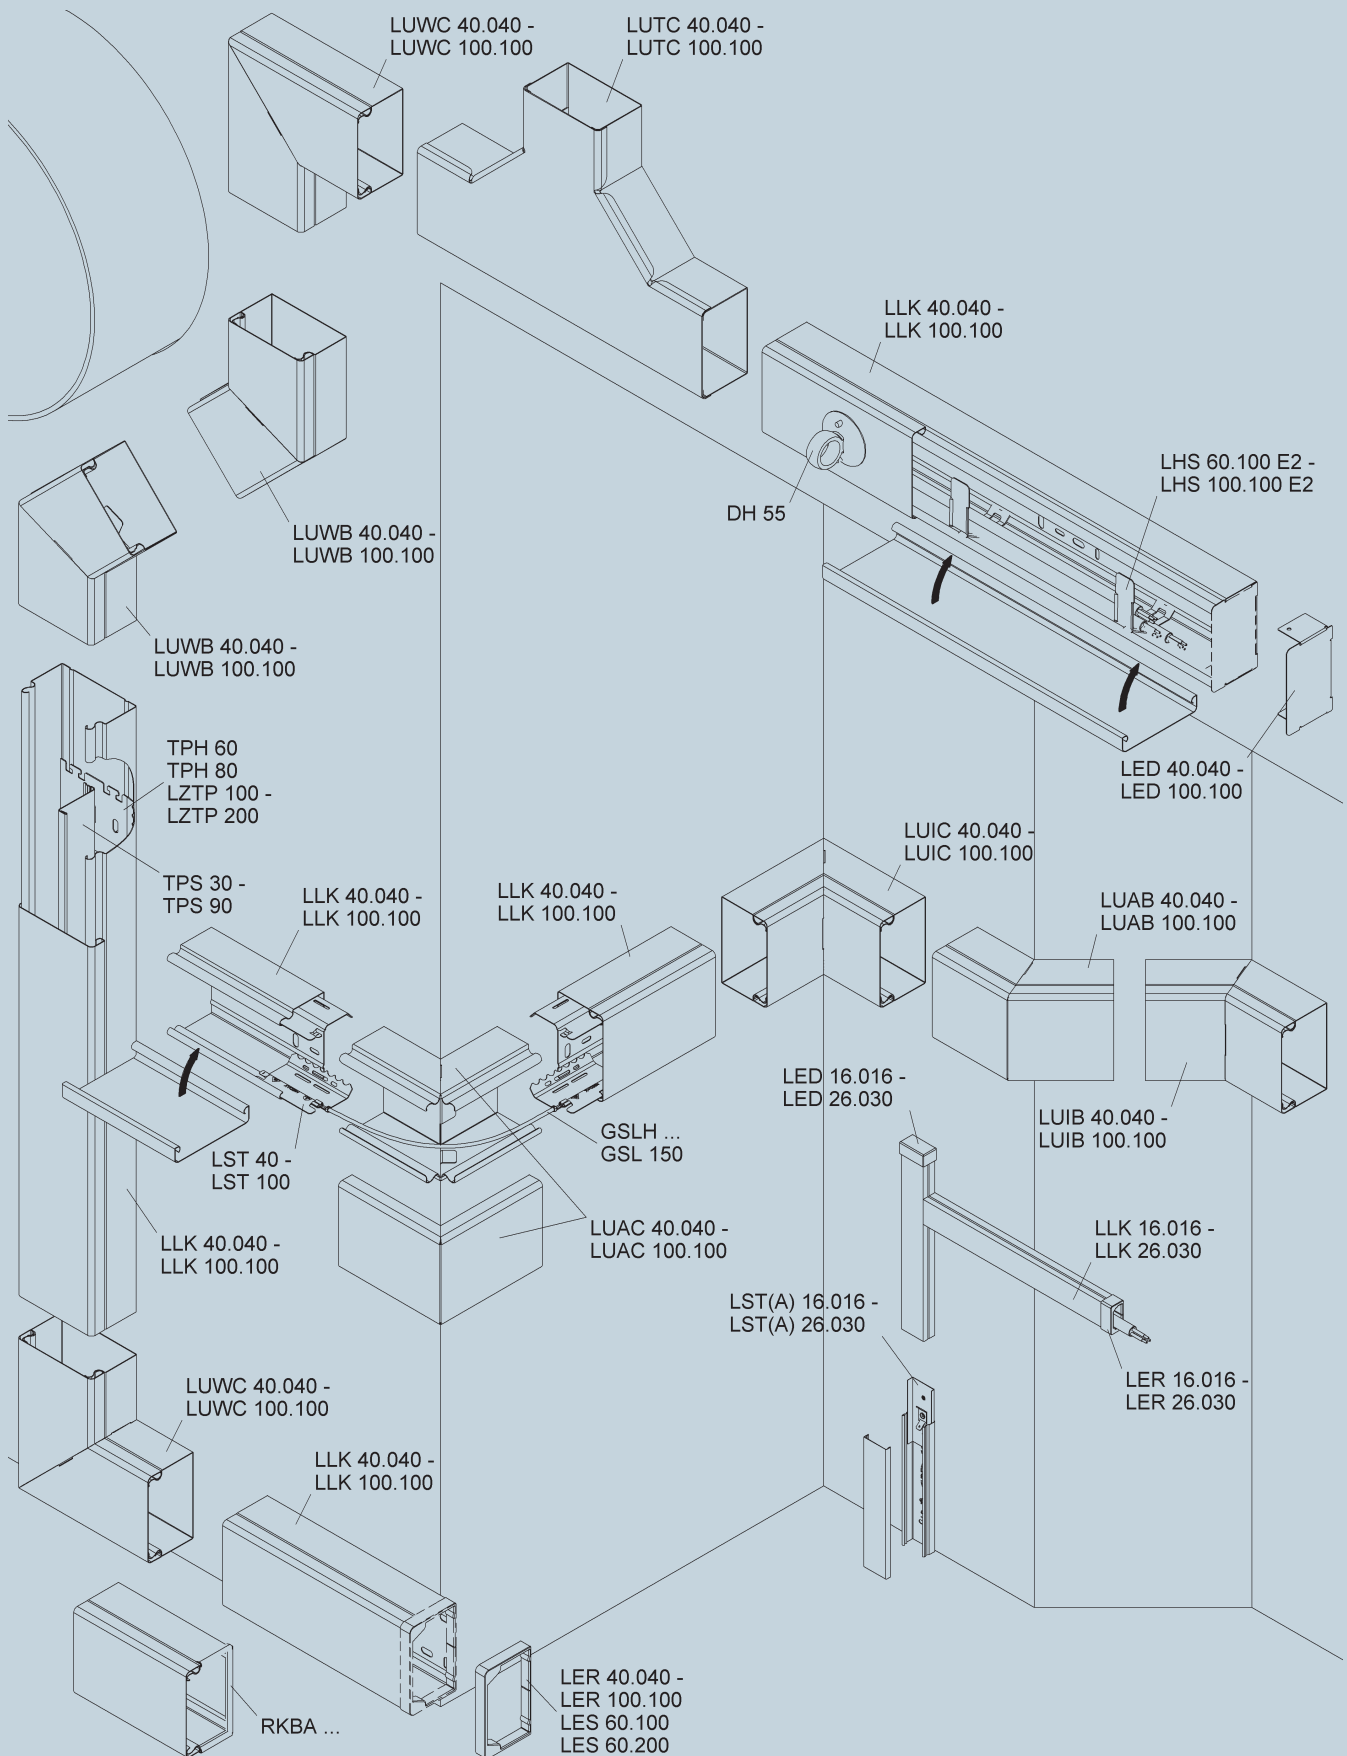 LUWC 40.040 -
LUWC 100.100
LUTC 40.040 -
LUTC 100.100
LLK 40.040 -
LLK 100.100
LHS 60.100 E2 -
LHS 100.100 E2
DH 55
LUWB 40.040 -
LUWB 100.100
LUWB 40.040 -
LUWB 100.100
TPH 60
TPH 80
LZTP 100 -
LZTP 200
LED 40.040 -
LED 100.100
LUIC 40.040 -
LUIC 100.100
TPS 30 -
TPS 90
LLK 40.040 -
LLK 100.100
LLK 40.040 -
LLK 100.100
LUAB 40.040 -
LUAB 100.100
LED 16.016 -
LED 26.030
LUIB 40.040 -
LUIB 100.100
GSLH ...
GSL 150
LST 40 -
LST 100
LUAC 40.040 -
LUAC 100.100
LLK 16.016 -
LLK 26.030
LLK 40.040 -
LLK 100.100
LST(A) 16.016 -
LST(A) 26.030
LER 16.016 -
LER 26.030
LUWC 40.040 -
LUWC 100.100
LLK 40.040 -
LLK 100.100
LER 40.040 -
LER 100.100
LES 60.100
LES 60.200
RKBA ...